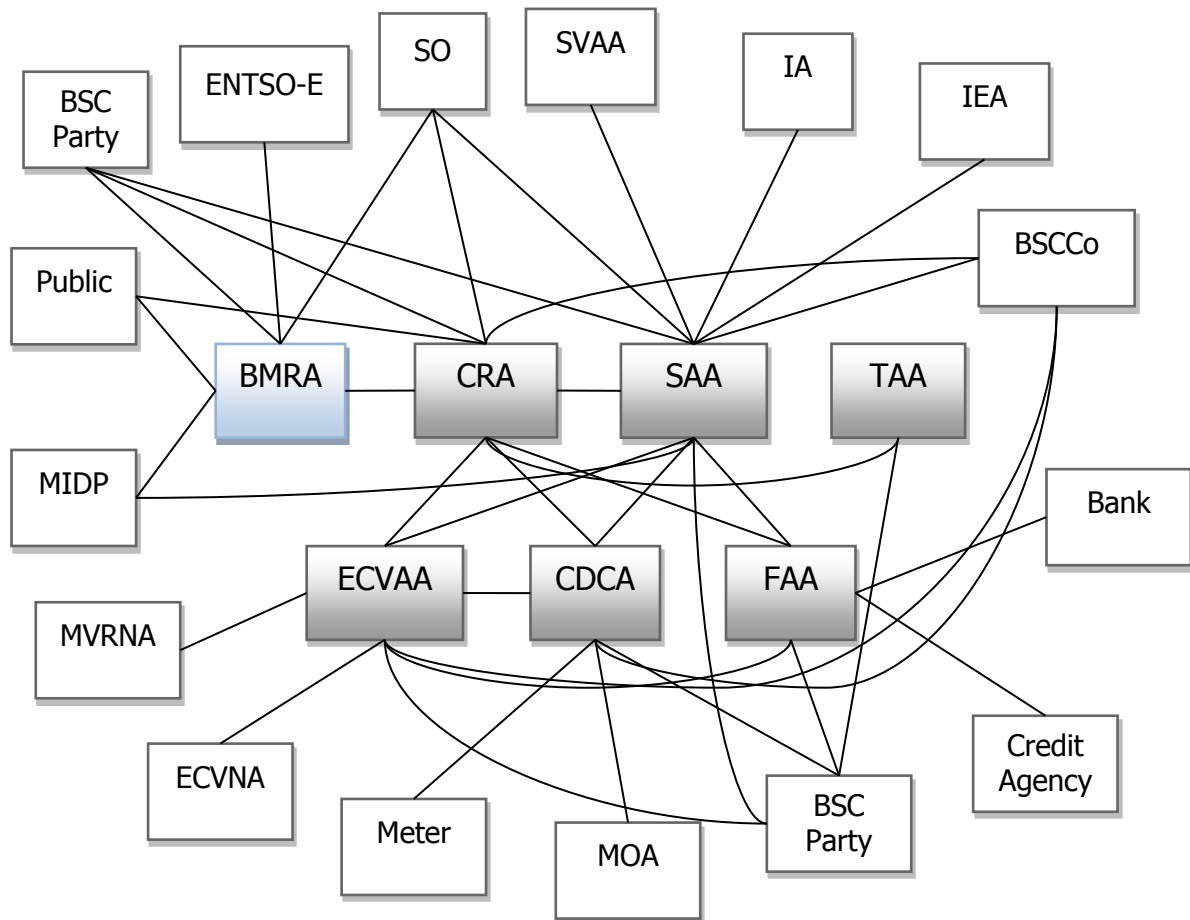 SO
SVAA
IA
ENTSO-E
BSC
Party
IEA
BSCCo
Public
BMRA
CRA
SAA
TAA
MIDP
Bank
ECVAA
CDCA
FAA
MVRNA
ECVNA
Credit
Agency
Meter
MOA
BSC
Party